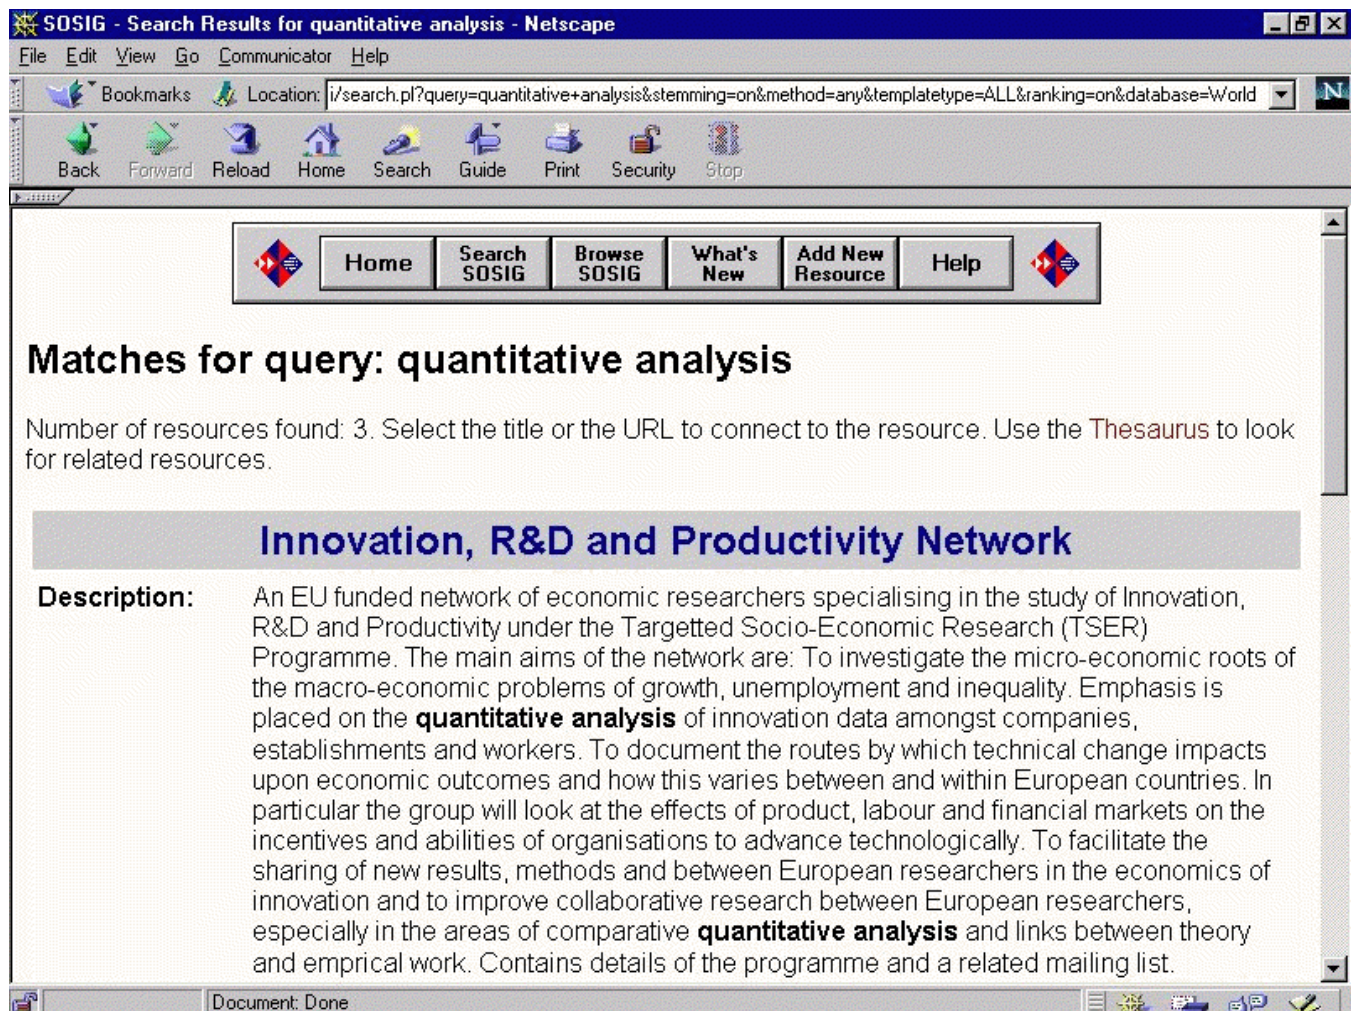 SOSIG - Search Results for quantitative analysis - Netscape
File Edit View Go Communicator Help
Bookmarks Location: i/search.pl?query=quantitative+analysis&stemming=on&method=any&templatetype=ALL&ranking=on&database=World
N
Back Forward Reload Home Search Guide Print Security Stop
Home Search SOSIG Browse SOSIG What's New Add New Resource Help
Matches for query: quantitative analysis
Number of resources found: 3. Select the title or the URL to connect to the resource. Use the Thesaurus to look
for related resources.
Innovation, R&D and Productivity Network
Description: An EU funded network of economic researchers specialising in the study of Innovation,
R&D and Productivity under the Targetted Socio-Economic Research (TSER)
Programme. The main aims of the network are: To investigate the micro-economic roots of
the macro-economic problems of growth, unemployment and inequality. Emphasis is
placed on the quantitative analysis of innovation data amongst companies,
establishments and workers. To document the routes by which technical change impacts
upon economic outcomes and how this varies between and within European countries. In
particular the group will look at the effects of product, labour and financial markets on the
incentives and abilities of organisations to advance technologically. To facilitate the
sharing of new results, methods and between European researchers in the economics of
innovation and to improve collaborative research between European researchers,
especially in the areas of comparative quantitative analysis and links between theory
and emprical work. Contains details of the programme and a related mailing list.
Document: Done